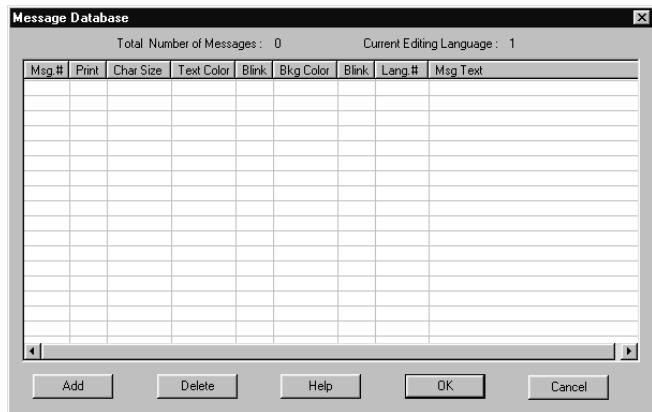 Message Database
Total Number of Messages : 0 Current Editing Language : 1
Msg.# Print Char Size Text Color Blink Bkg Color Blink Lang.# Msg Text
Add Delete Help OK Cancel